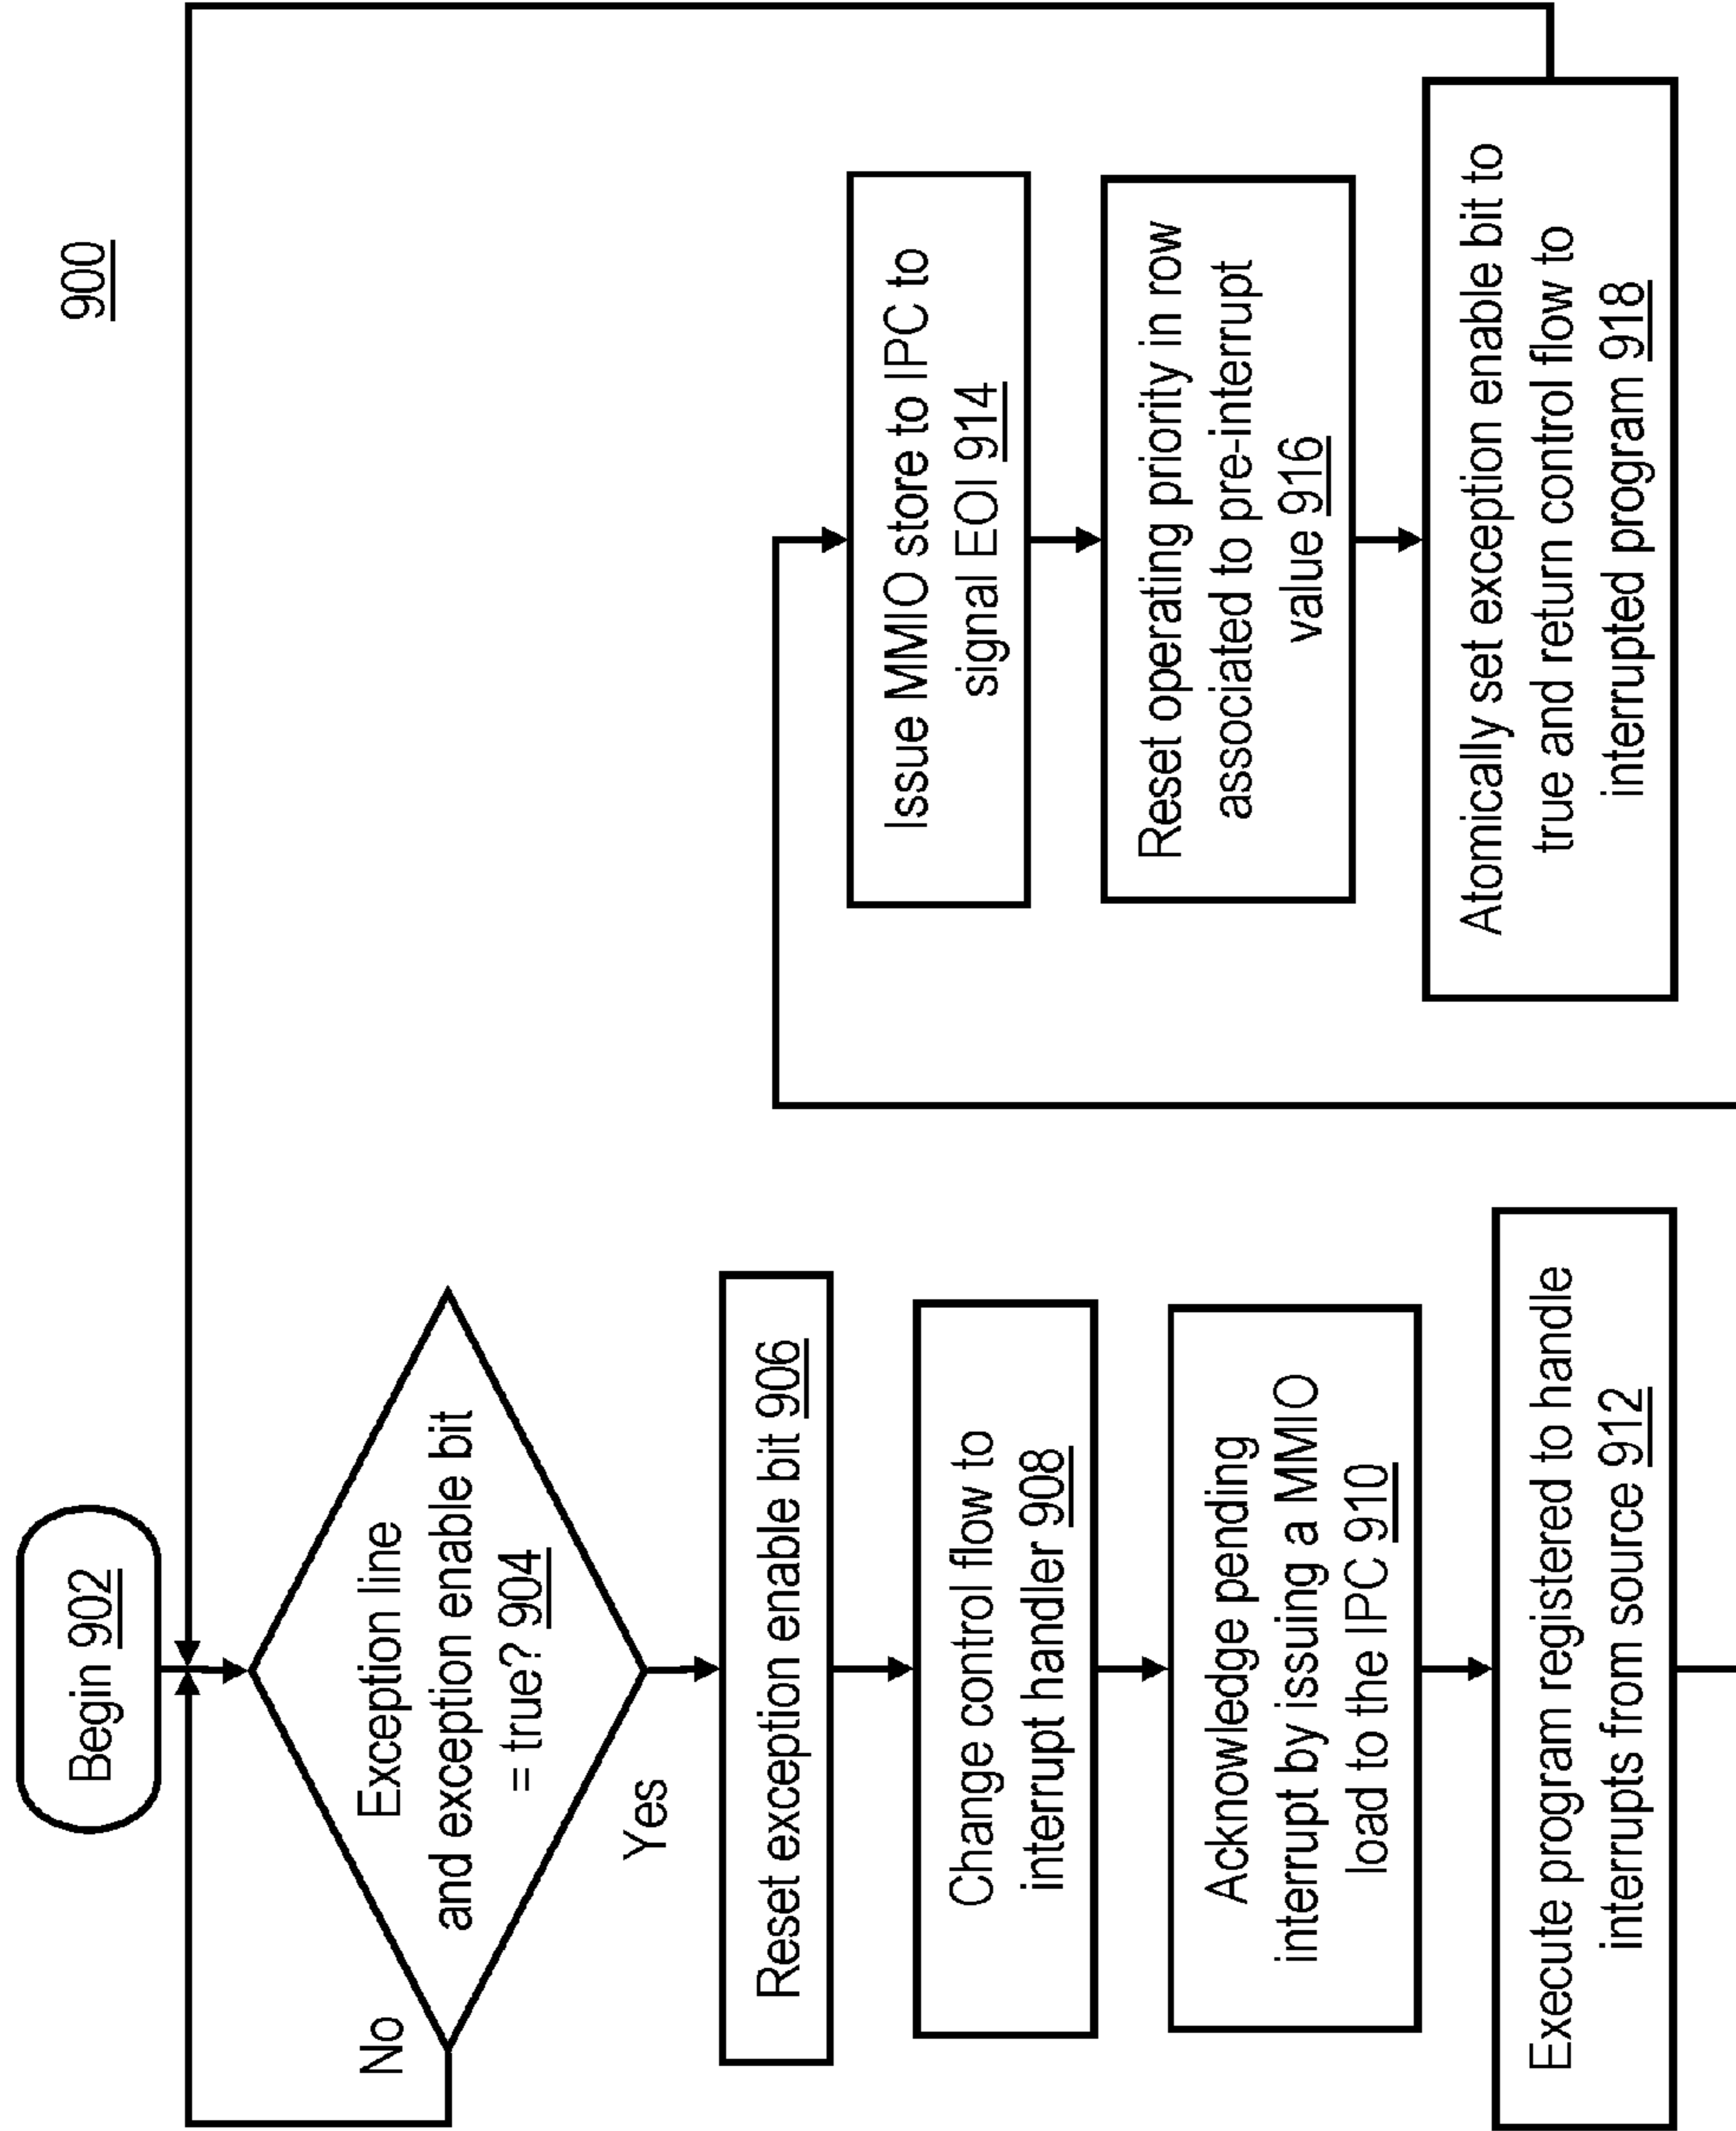 900
Begin 902
Exception line
and exception enable bit
= true? 904
No
Yes
Reset exception enable bit 906
Change control flow to
interrupt handler 908
Acknowledge pending
interrupt by issuing a MMIO
load to the IPC 910
Execute program registered to handle
interrupts from source 912
Issue MMIO store to IPC to
signal EOI 914
Reset operating priority in row
associated to pre-interrupt
value 916
Atomically set exception enable bit to
true and return control flow to
interrupted program 918